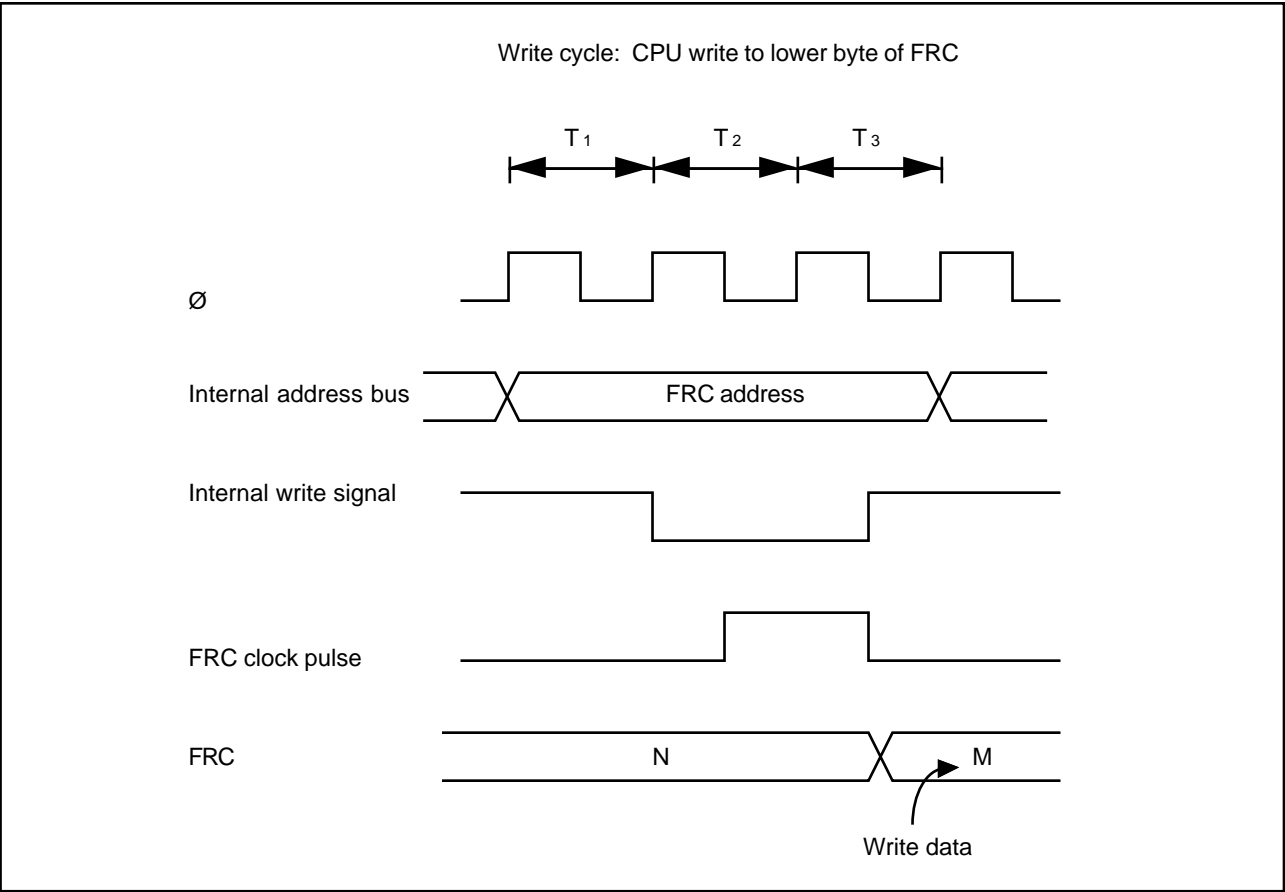 Write cycle: CPU write to lower byte of FRC
T1 T2 T3
Ø
Internal address bus FRC address
Internal write signal
FRC clock pulse
FRC N M
Write data